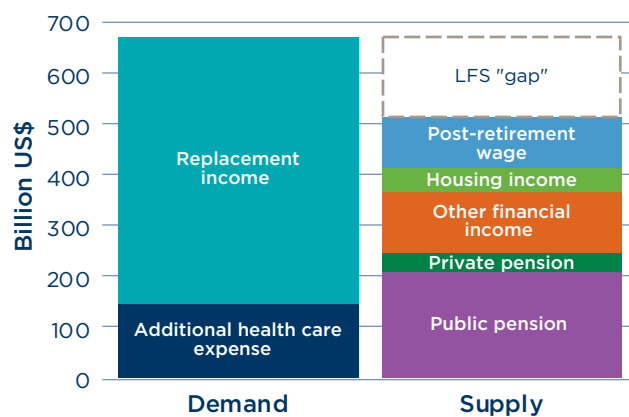 Billion US$
700
600
500
400
300
200
100
0
Replacement
income
Additional health care
expense
LFS "gap"
Post-retirement
wage
Housing income
Other financial
income
Private pension
Public pension
Demand
Supply